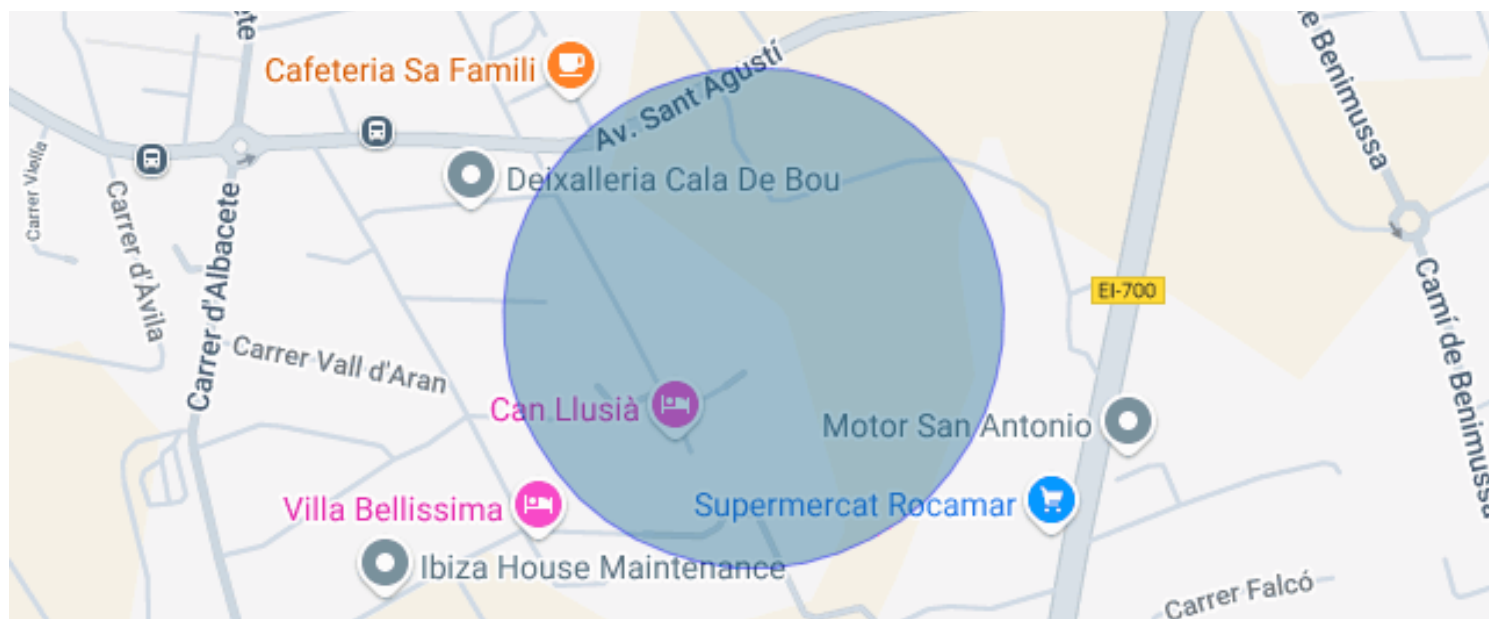 ete
Cafeteria Sa Famili
Av. Sant Agustí
de Benimussa
Carrer Vïella
Deixalleria Cala De Bou
Carrer d'Àvila
Carrer d'Albacete
EI-700
Camí de Benimussa
Carrer Vall d'Aran
Can Llusià
Motor San Antonio
Villa Bellissima
Supermercat Rocamar
Ibiza House Maintenance
Carrer Falcó